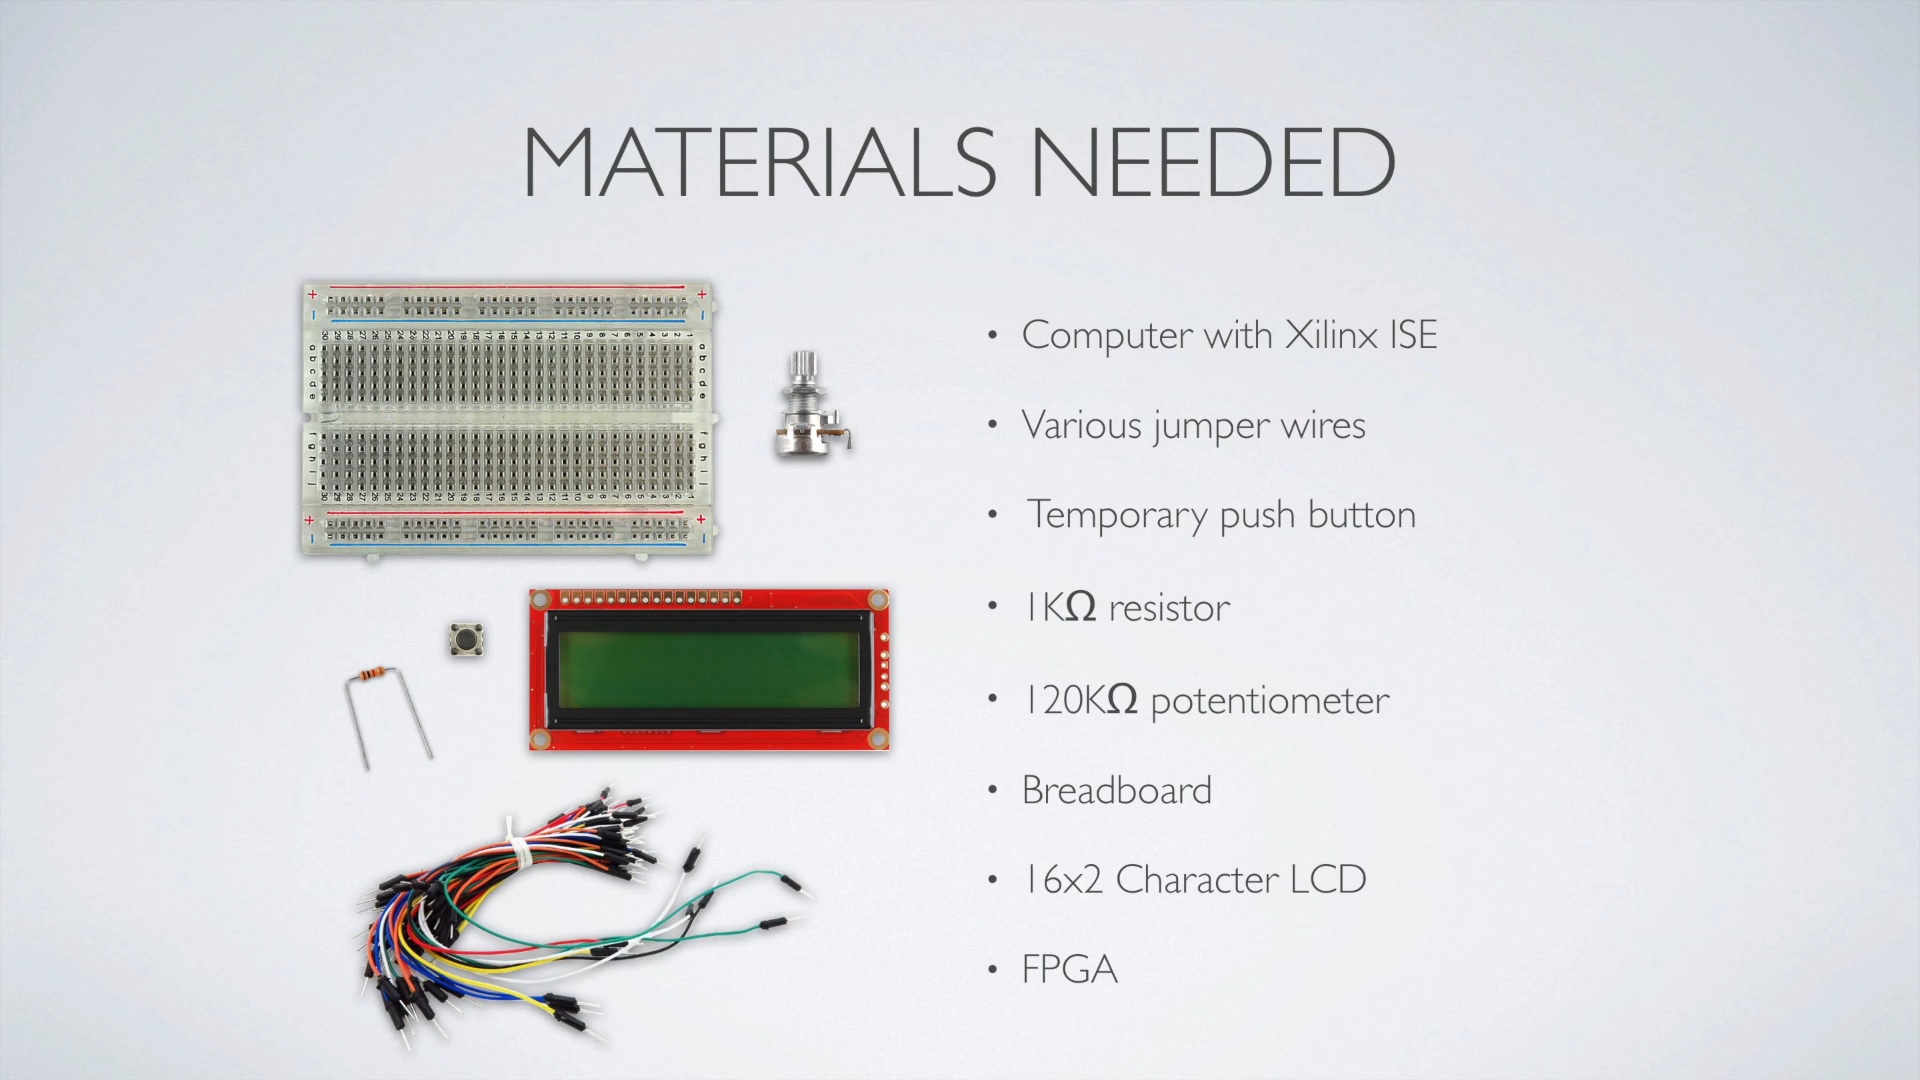 MATERIALS NEEDED
• Computer with Xilinx ISE
• Various jumper wires
• Temporary push button
• 1KΩ resistor
• 120KΩ potentiometer
• Breadboard
• 16x2 Character LCD
• FPGA